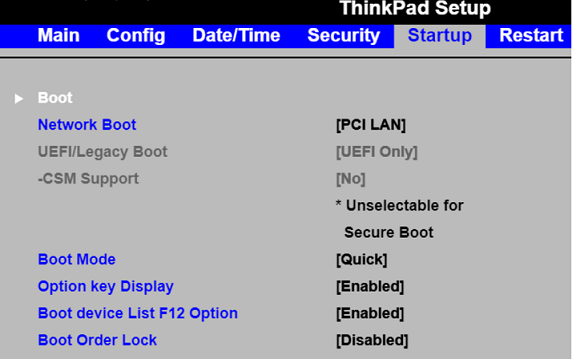 ThinkPad Setup
Main Config Date/Time Security Startup Restart
Boot
Network Boot [PCI LAN]
UEFI/Legacy Boot [UEFI Only]
-CSM Support [No]
* Unselectable for
Secure Boot
Boot Mode [Quick]
Option key Display [Enabled]
Boot device List F12 Option [Enabled]
Boot Order Lock [Disabled]